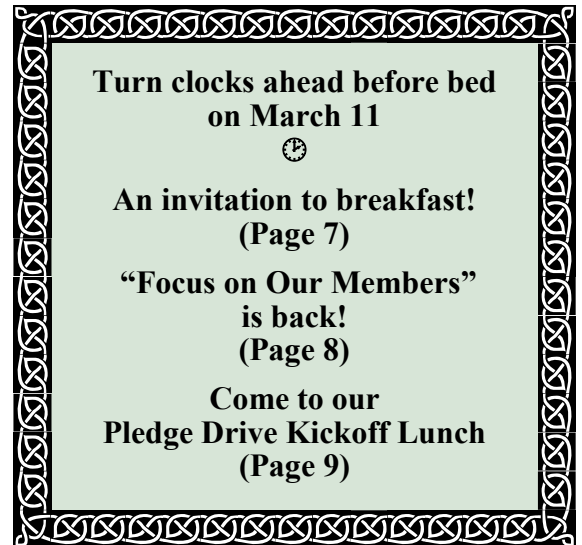 Turn clocks ahead before bed
on March 11
🕑
An invitation to breakfast!
(Page 7)
“Focus on Our Members”
is back!
(Page 8)
Come to our
Pledge Drive Kickoff Lunch
(Page 9)